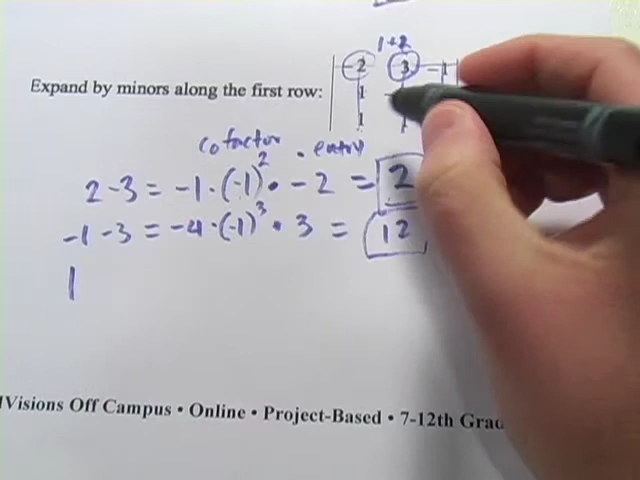 1+2
Expand by minors along the first row: -2 3 -1
1
1 1
cofactor . entry
2-3 = -1·(-1)² · -2 = 2
-1-3 = -4·(-1)³ · 3 = 12
1
Visions Off Campus • Online • Project-Based • 7-12th Grad